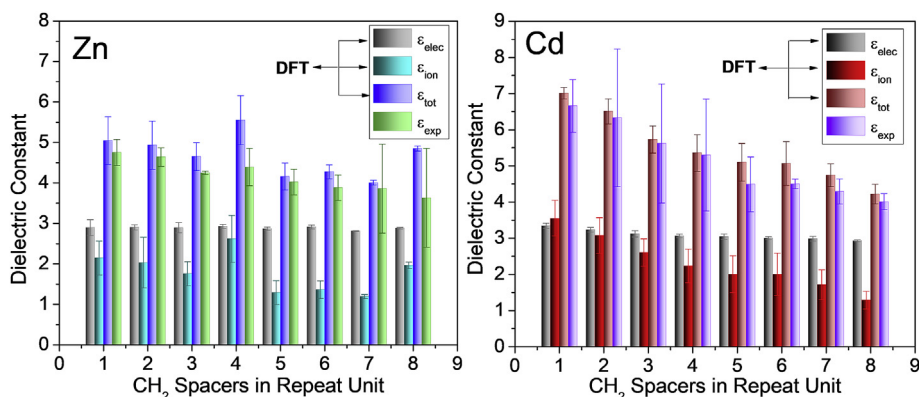 Zn
8
7
6
5
4
3
2
1
0
Dielectric Constant
DFT
ε_elec
ε_ion
ε_tot
ε_exp
0 1 2 3 4 5 6 7 8 9
CH₂ Spacers in Repeat Unit
Cd
9
8
7
6
5
4
3
2
1
0
Dielectric Constant
DFT
ε_elec
ε_ion
ε_tot
ε_exp
0 1 2 3 4 5 6 7 8 9
CH₂ Spacers in Repeat Unit